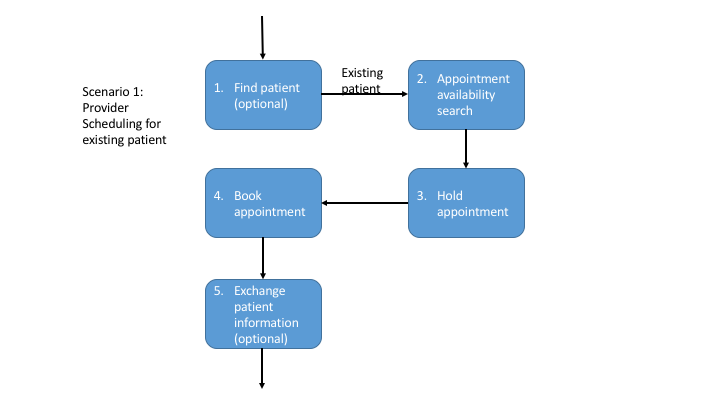 Scenario 1:
Provider
Scheduling for
existing patient
1. Find patient
(optional)
Existing
patient
2. Appointment
availability
search
3. Hold
appointment
4. Book
appointment
5. Exchange
patient
information
(optional)